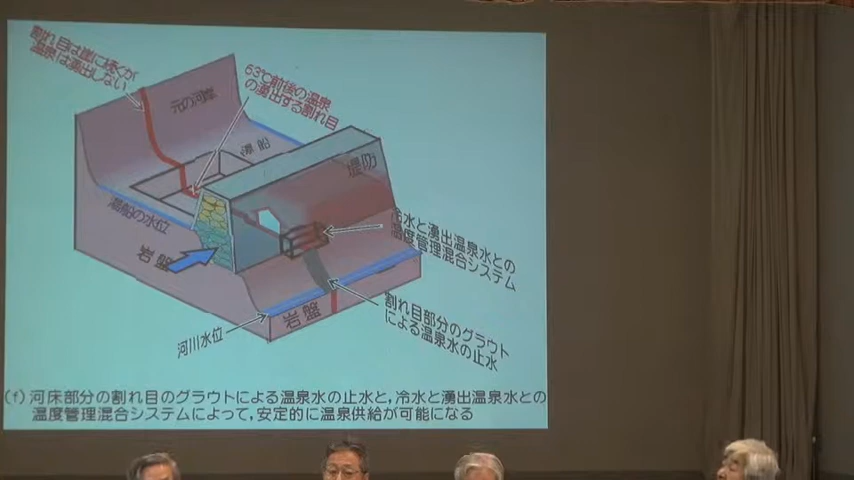 割れ目は崖に続くが
温泉は湧出しない
元の河岸
63℃前後の温泉
の湧出する割れ目
湯船
堤防
湯船の水位
岩盤
冷水と湧出温泉水との
温度管理混合システム
割れ目部分のグラウト
による温泉水の止水
岩盤
河川水位
(f) 河床部分の割れ目のグラウトによる温泉水の止水と,冷水と湧出温泉水との
温度管理混合システムによって,安定的に温泉供給が可能になる